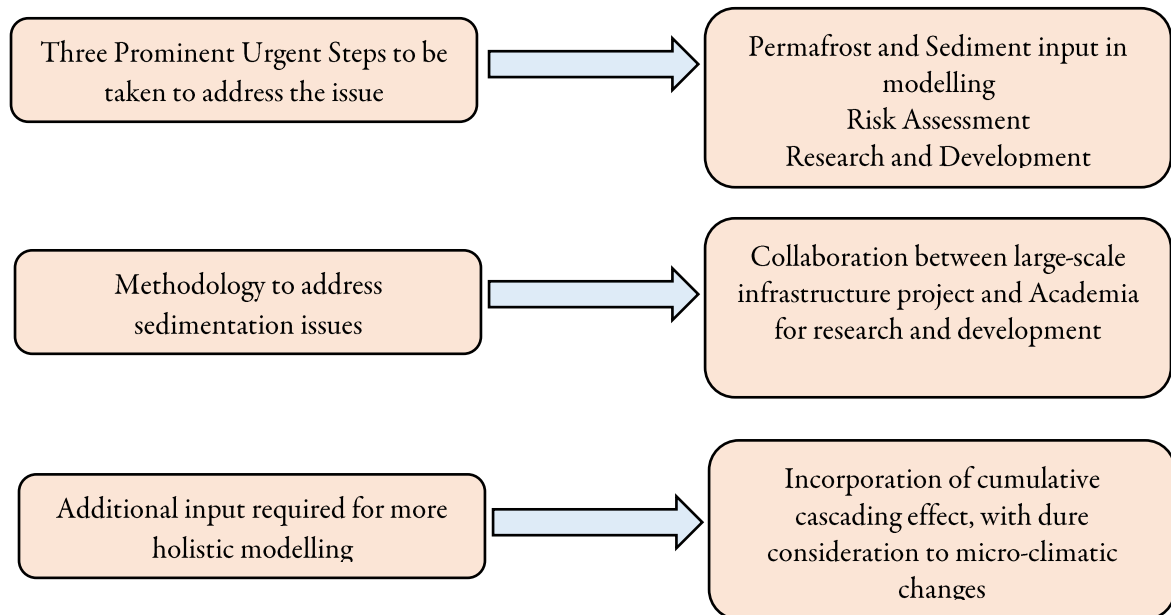 Three Prominent Urgent Steps to be
taken to address the issue
Permafrost and Sediment input in
modelling
Risk Assessment
Research and Development
Methodology to address
sedimentation issues
Collaboration between large-scale
infrastructure project and Academia
for research and development
Additional input required for more
holistic modelling
Incorporation of cumulative
cascading effect, with dure
consideration to micro-climatic
changes